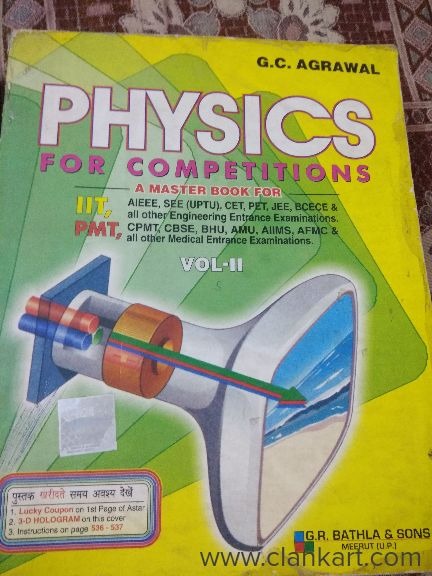 G.C. AGRAWAL
PHYSICS
FOR COMPETITIONS
A MASTER BOOK FOR
IIT, AIEEE, SEE (UPTU), CET, PET, JEE, BCECE &
all other Engineering Entrance Examinations.
PMT, CPMT, CBSE, BHU, AMU, AIIMS, AFMC &
all other Medical Entrance Examinations.
VOL-II
पुस्तक खरीदते समय अवश्य देखें
1. Lucky Coupon on 1st Page of Astar
2. 3-D HOLOGRAM on this cover
3. Instructions on page 536 - 537
G.R. BATHLA & SONS
MEERUT (U.P.)
www.clankart.com